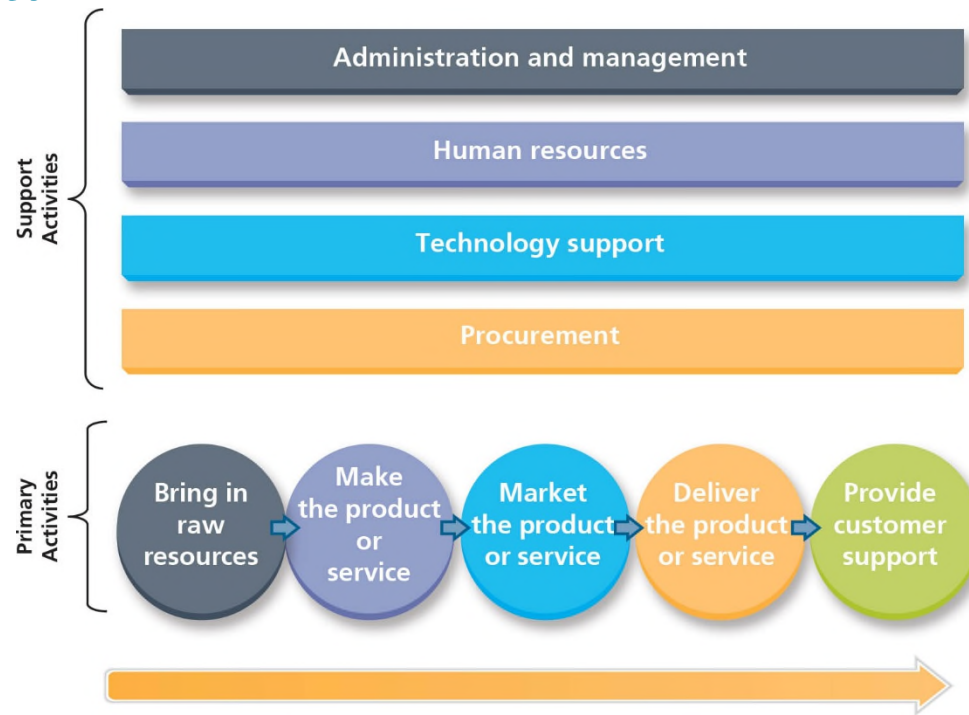 Support
Activities
Administration and management
Human resources
Technology support
Procurement
Primary
Activities
Bring in
raw
resources
Make
the product
or
service
Market
the product
or service
Deliver
the product
or service
Provide
customer
support